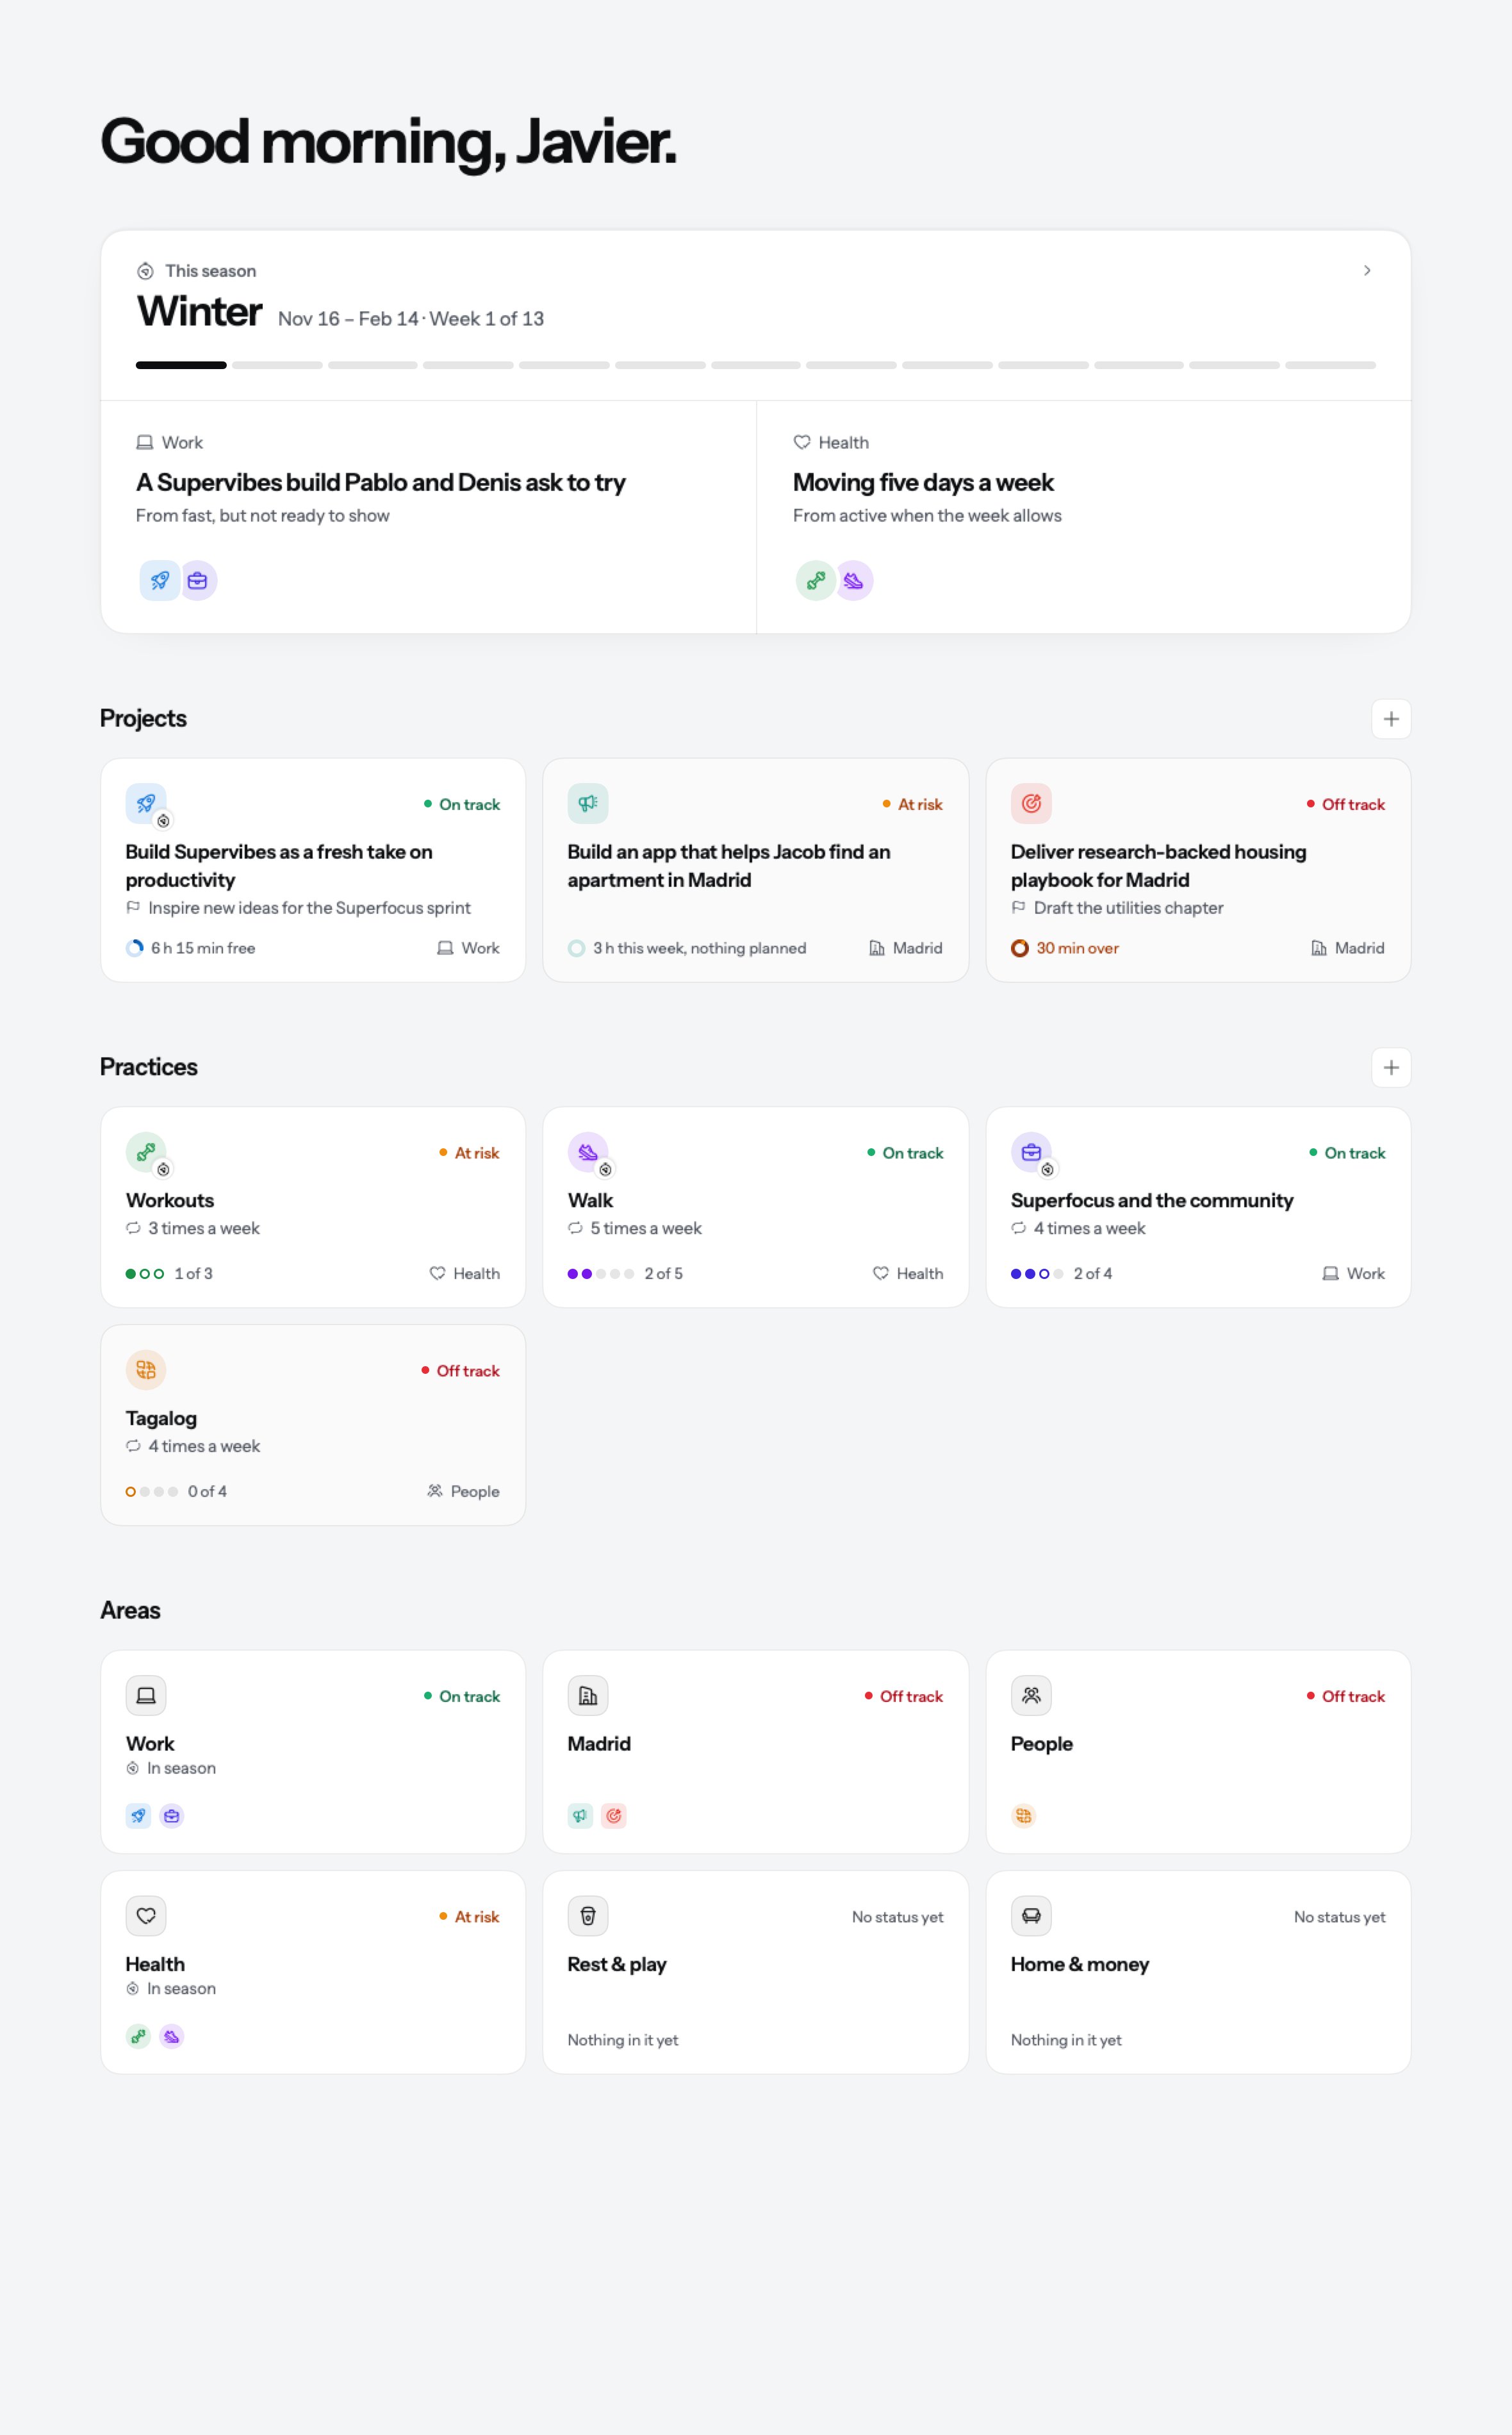 Good morning, Javier.
This season
Winter Nov 16 – Feb 14 · Week 1 of 13
Work
A Supervibes build Pablo and Denis ask to try
From fast, but not ready to show
Health
Moving five days a week
From active when the week allows
Projects
On track
Build Supervibes as a fresh take on
productivity
Inspire new ideas for the Superfocus sprint
6 h 15 min free
Work
At risk
Build an app that helps Jacob find an
apartment in Madrid
3 h this week, nothing planned
Madrid
Off track
Deliver research-backed housing
playbook for Madrid
Draft the utilities chapter
30 min over
Madrid
Practices
At risk
Workouts
3 times a week
1 of 3
Health
On track
Walk
5 times a week
2 of 5
Health
On track
Superfocus and the community
4 times a week
2 of 4
Work
Off track
Tagalog
4 times a week
0 of 4
People
Areas
On track
Work
In season
Off track
Madrid
Off track
People
At risk
Health
In season
No status yet
Rest & play
Nothing in it yet
No status yet
Home & money
Nothing in it yet